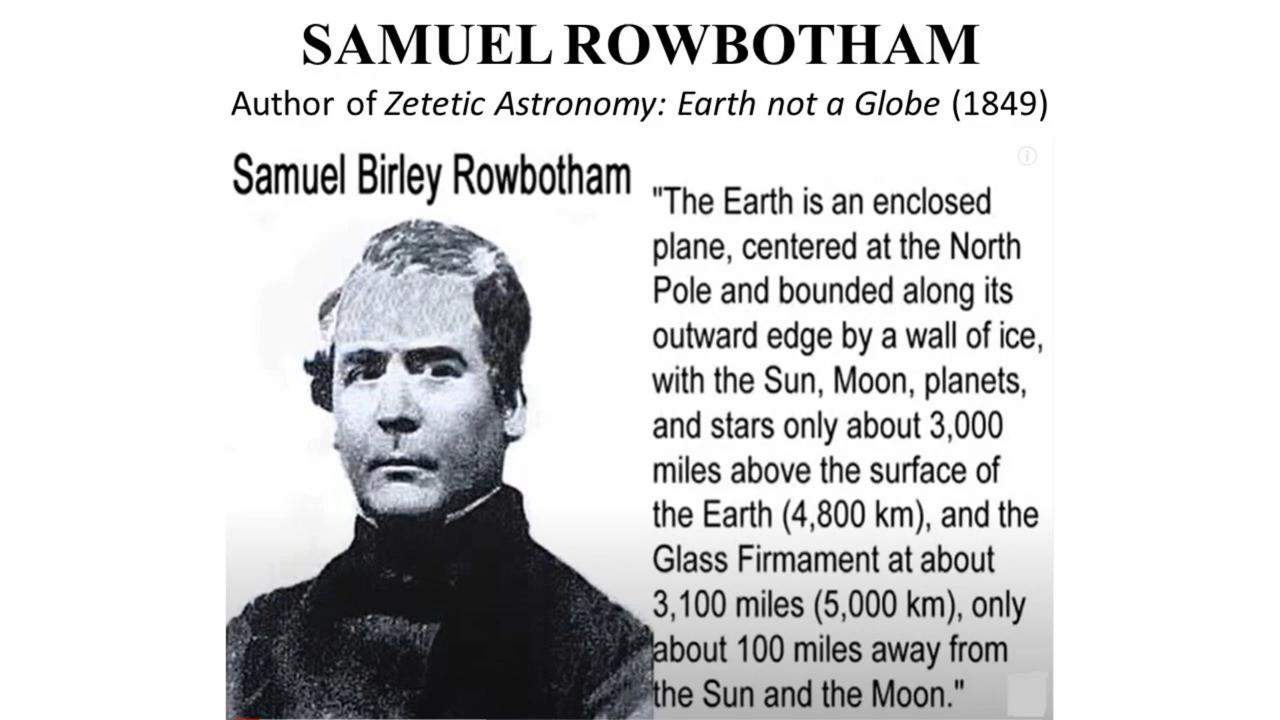 SAMUEL ROWBOTHAM
Author of Zetetic Astronomy: Earth not a Globe (1849)
Samuel Birley Rowbotham
"The Earth is an enclosed
plane, centered at the North
Pole and bounded along its
outward edge by a wall of ice,
with the Sun, Moon, planets,
and stars only about 3,000
miles above the surface of
the Earth (4,800 km), and the
Glass Firmament at about
3,100 miles (5,000 km), only
about 100 miles away from
the Sun and the Moon."